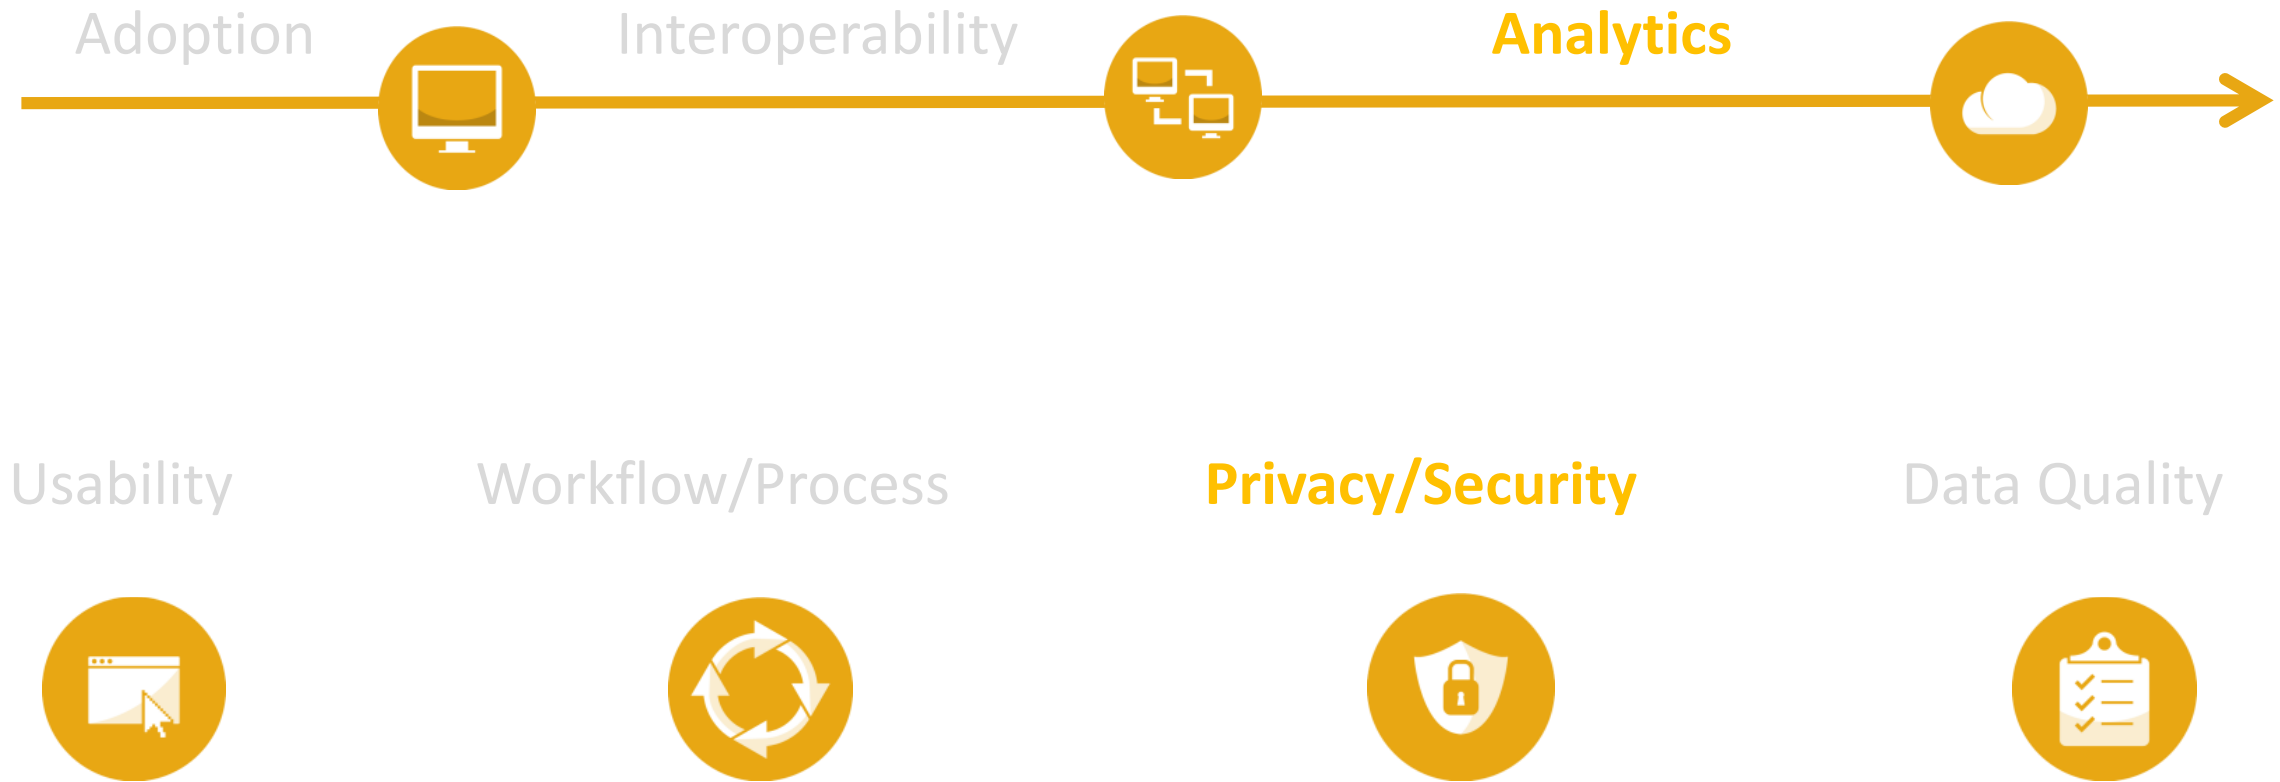 Adoption Interoperability Analytics
Usability Workflow/Process Privacy/Security Data Quality